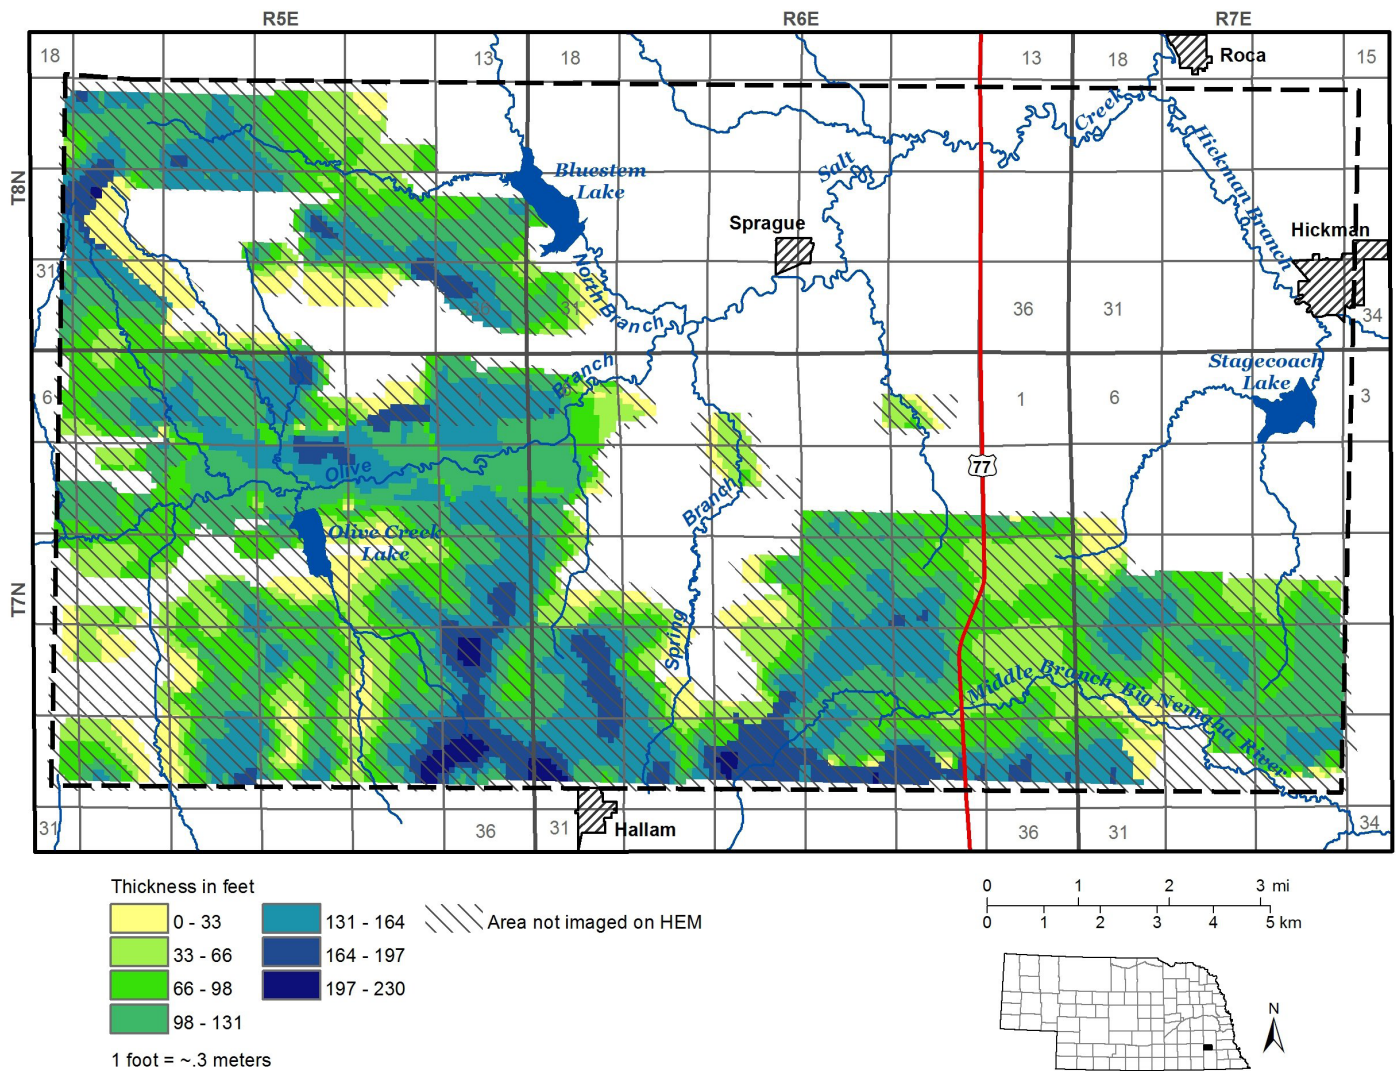 R5E R6E R7E
18 13 18 13 18 15
Roca
Creek
Salt
Hickman Branch
T8N
Bluestem
Lake
Sprague
Hickman
31
North Branch
36 31 36 31 34
Stagecoach
Lake
Branch
6 1 6 1 6 3
77
Olive
Branch
Olive Creek
Lake
T7N
Spring
Middle Branch Big Nemaha River
31 36 31 36 31 34
Hallam
Thickness in feet
0 - 33
33 - 66
66 - 98
98 - 131
131 - 164
164 - 197
197 - 230
Area not imaged on HEM
1 foot = ~.3 meters
0 1 2 3 mi
0 1 2 3 4 5 km
N